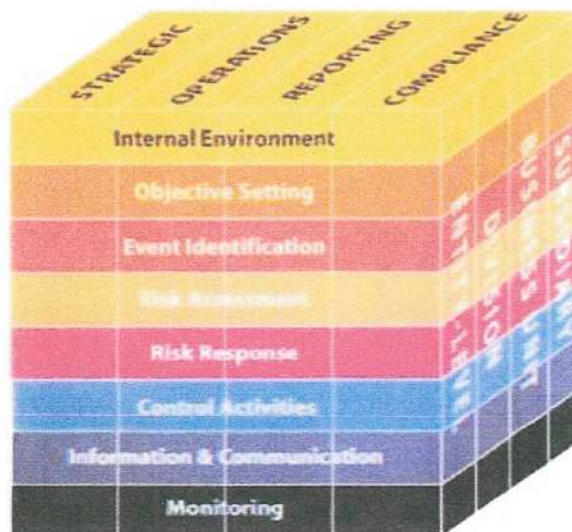 STRATEGIC
OPERATIONS
REPORTING
COMPLIANCE
Internal Environment
Objective Setting
Event Identification
Risk Assessment
Risk Response
Control Activities
Information & Communication
Monitoring
ENTITY-LEVEL
DIVISION
BUSINESS UNIT
SUBSIDIARY